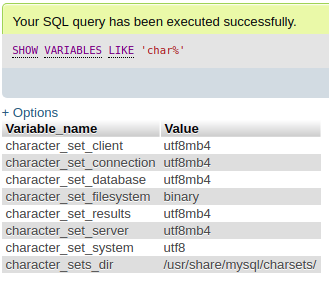 Your SQL query has been executed successfully.
SHOW VARIABLES LIKE 'char%'
+ Options
Variable_name Value
character_set_client utf8mb4
character_set_connection utf8mb4
character_set_database utf8mb4
character_set_filesystem binary
character_set_results utf8mb4
character_set_server utf8mb4
character_set_system utf8
character_sets_dir /usr/share/mysql/charsets/